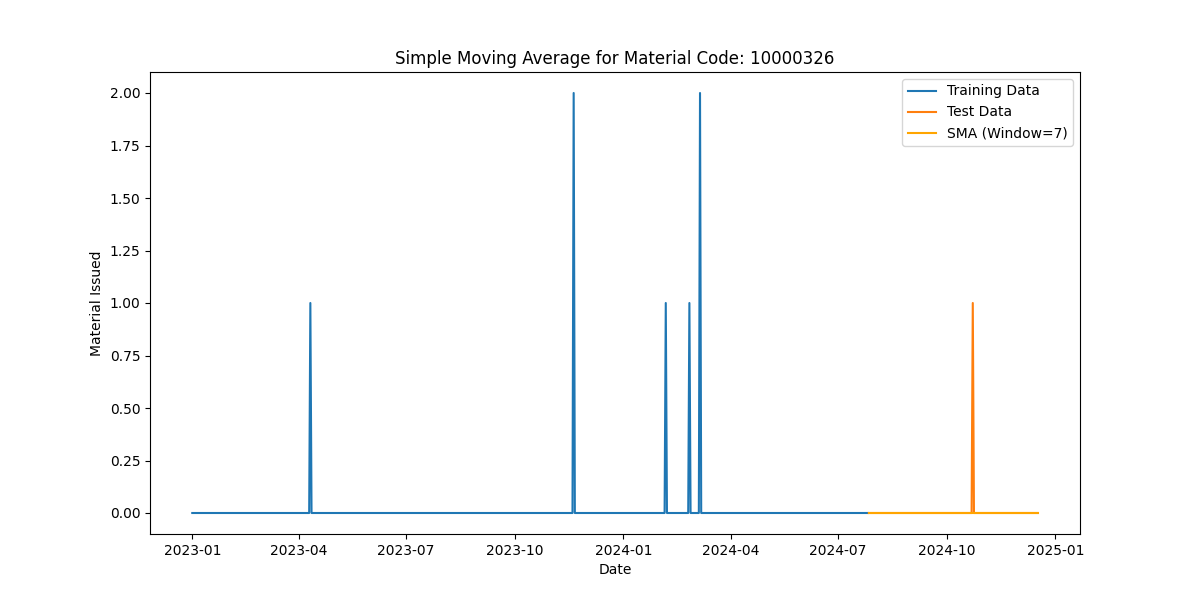 Simple Moving Average for Material Code: 10000326
Training Data
Test Data
SMA (Window=7)
Material Issued
2.00
1.75
1.50
1.25
1.00
0.75
0.50
0.25
0.00
2023-01 2023-04 2023-07 2023-10 2024-01 2024-04 2024-07 2024-10 2025-01
Date